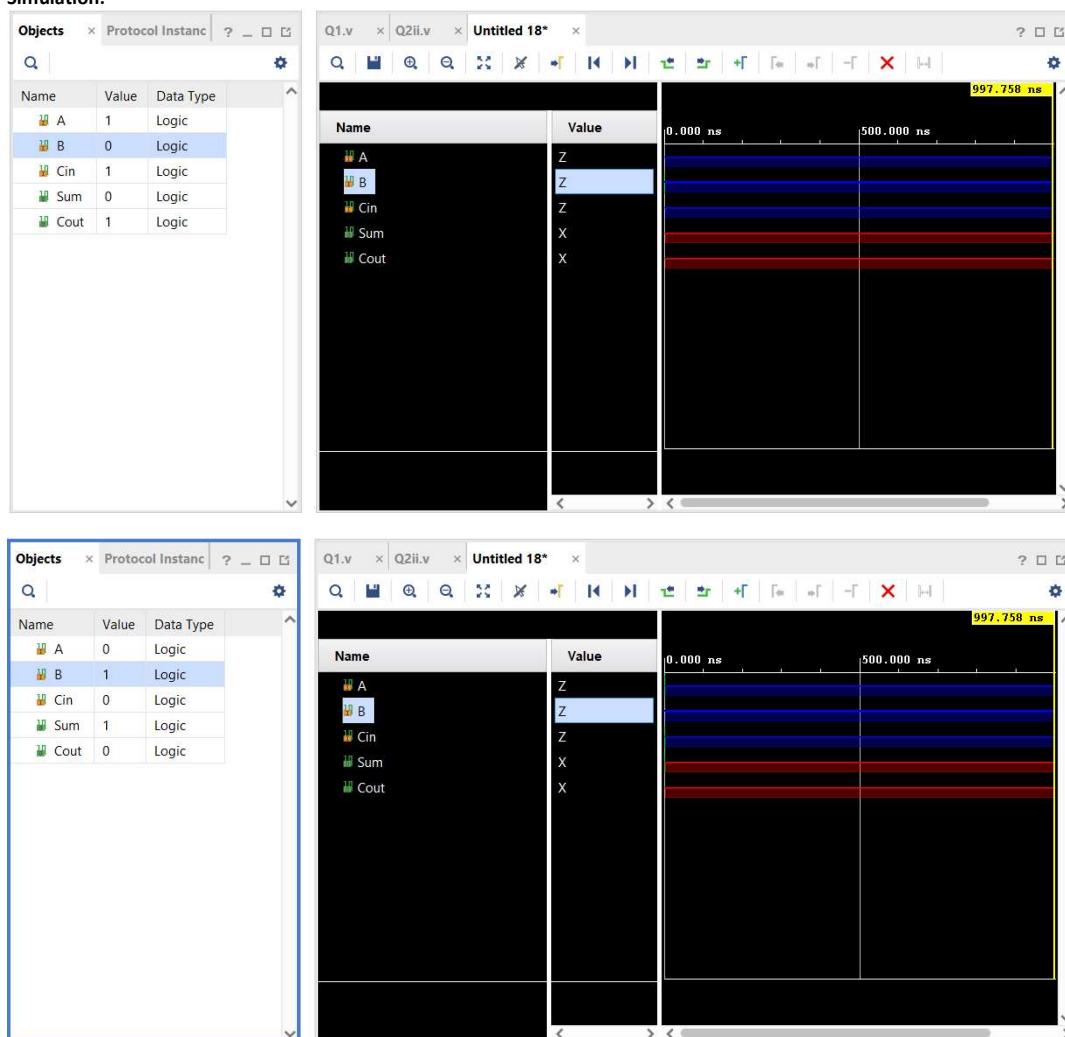 Simulation:
Objects × Protocol Instanc ? Q1.v × Q2ii.v × Untitled 18* × ?
Name Value Data Type
A 1 Logic
B 0 Logic
Cin 1 Logic
Sum 0 Logic
Cout 1 Logic
997.758 ns
Name Value 0.000 ns 500.000 ns
A Z
B Z
Cin Z
Sum X
Cout X
Objects × Protocol Instanc ? Q1.v × Q2ii.v × Untitled 18* × ?
Name Value Data Type
A 0 Logic
B 1 Logic
Cin 0 Logic
Sum 1 Logic
Cout 0 Logic
997.758 ns
Name Value 0.000 ns 500.000 ns
A Z
B Z
Cin Z
Sum X
Cout X